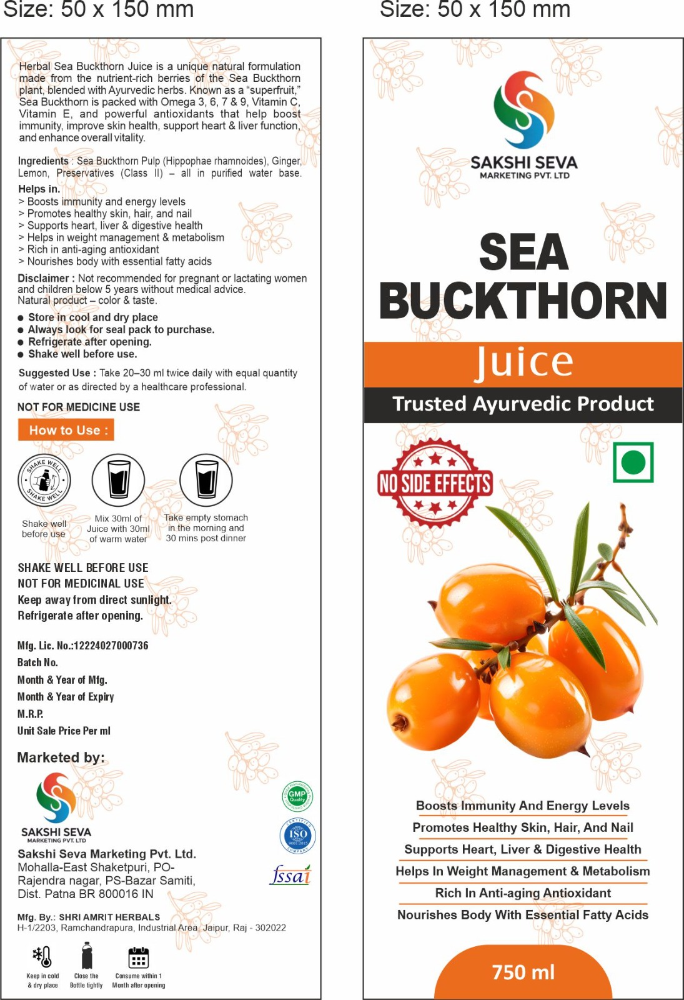 Size: 50 x 150 mm
Herbal Sea Buckthorn Juice is a unique natural formulation
made from the nutrient-rich berries of the Sea Buckthorn
plant, blended with Ayurvedic herbs. Known as a “superfruit,”
Sea Buckthorn is packed with Omega 3, 6, 7 & 9, Vitamin C,
Vitamin E, and powerful antioxidants that help boost
immunity, improve skin health, support heart & liver function,
and enhance overall vitality.
Ingredients : Sea Buckthorn Pulp (Hippophae rhamnoides), Ginger,
Lemon, Preservatives (Class II) – all in purified water base.
Helps in.
> Boosts immunity and energy levels
> Promotes healthy skin, hair, and nail
> Supports heart, liver & digestive health
> Helps in weight management & metabolism
> Rich in anti-aging antioxidant
> Nourishes body with essential fatty acids
Disclaimer : Not recommended for pregnant or lactating women
and children below 5 years without medical advice.
Natural product – color & taste.
● Store in cool and dry place
● Always look for seal pack to purchase.
● Refrigerate after opening.
● Shake well before use.
Suggested Use : Take 20–30 ml twice daily with equal quantity
of water or as directed by a healthcare professional.
NOT FOR MEDICINE USE
How to Use :
SHAKE WELL
SHAKE WELL
Shake well
before use
Mix 30ml of
Juice with 30ml
of warm water
Take empty stomach
in the morning and
30 mins post dinner
SHAKE WELL BEFORE USE
NOT FOR MEDICINAL USE
Keep away from direct sunlight.
Refrigerate after opening.
Mfg. Lic. No.:12224027000736
Batch No.
Month & Year of Mfg.
Month & Year of Expiry
M.R.P.
Unit Sale Price Per ml
Marketed by:
SAKSHI SEVA
MARKETING PVT. LTD
GMP
Quality
CERTIFIED
ISO
9001:2015
COMPANY
fssai
Sakshi Seva Marketing Pvt. Ltd.
Mohalla-East Shaketpuri, PO-
Rajendra nagar, PS-Bazar Samiti,
Dist. Patna BR 800016 IN
Mfg. By.: SHRI AMRIT HERBALS
H-1/2203, Ramchandrapura, Industrial Area, Jaipur, Raj - 302022
Keep in cold
& dry place
Close the
Bottle tightly
Consume within 1
Month after opening
Size: 50 x 150 mm
SAKSHI SEVA
MARKETING PVT. LTD
SEA
BUCKTHORN
Juice
Trusted Ayurvedic Product
NO SIDE EFFECTS
Boosts Immunity And Energy Levels
Promotes Healthy Skin, Hair, And Nail
Supports Heart, Liver & Digestive Health
Helps In Weight Management & Metabolism
Rich In Anti-aging Antioxidant
Nourishes Body With Essential Fatty Acids
750 ml